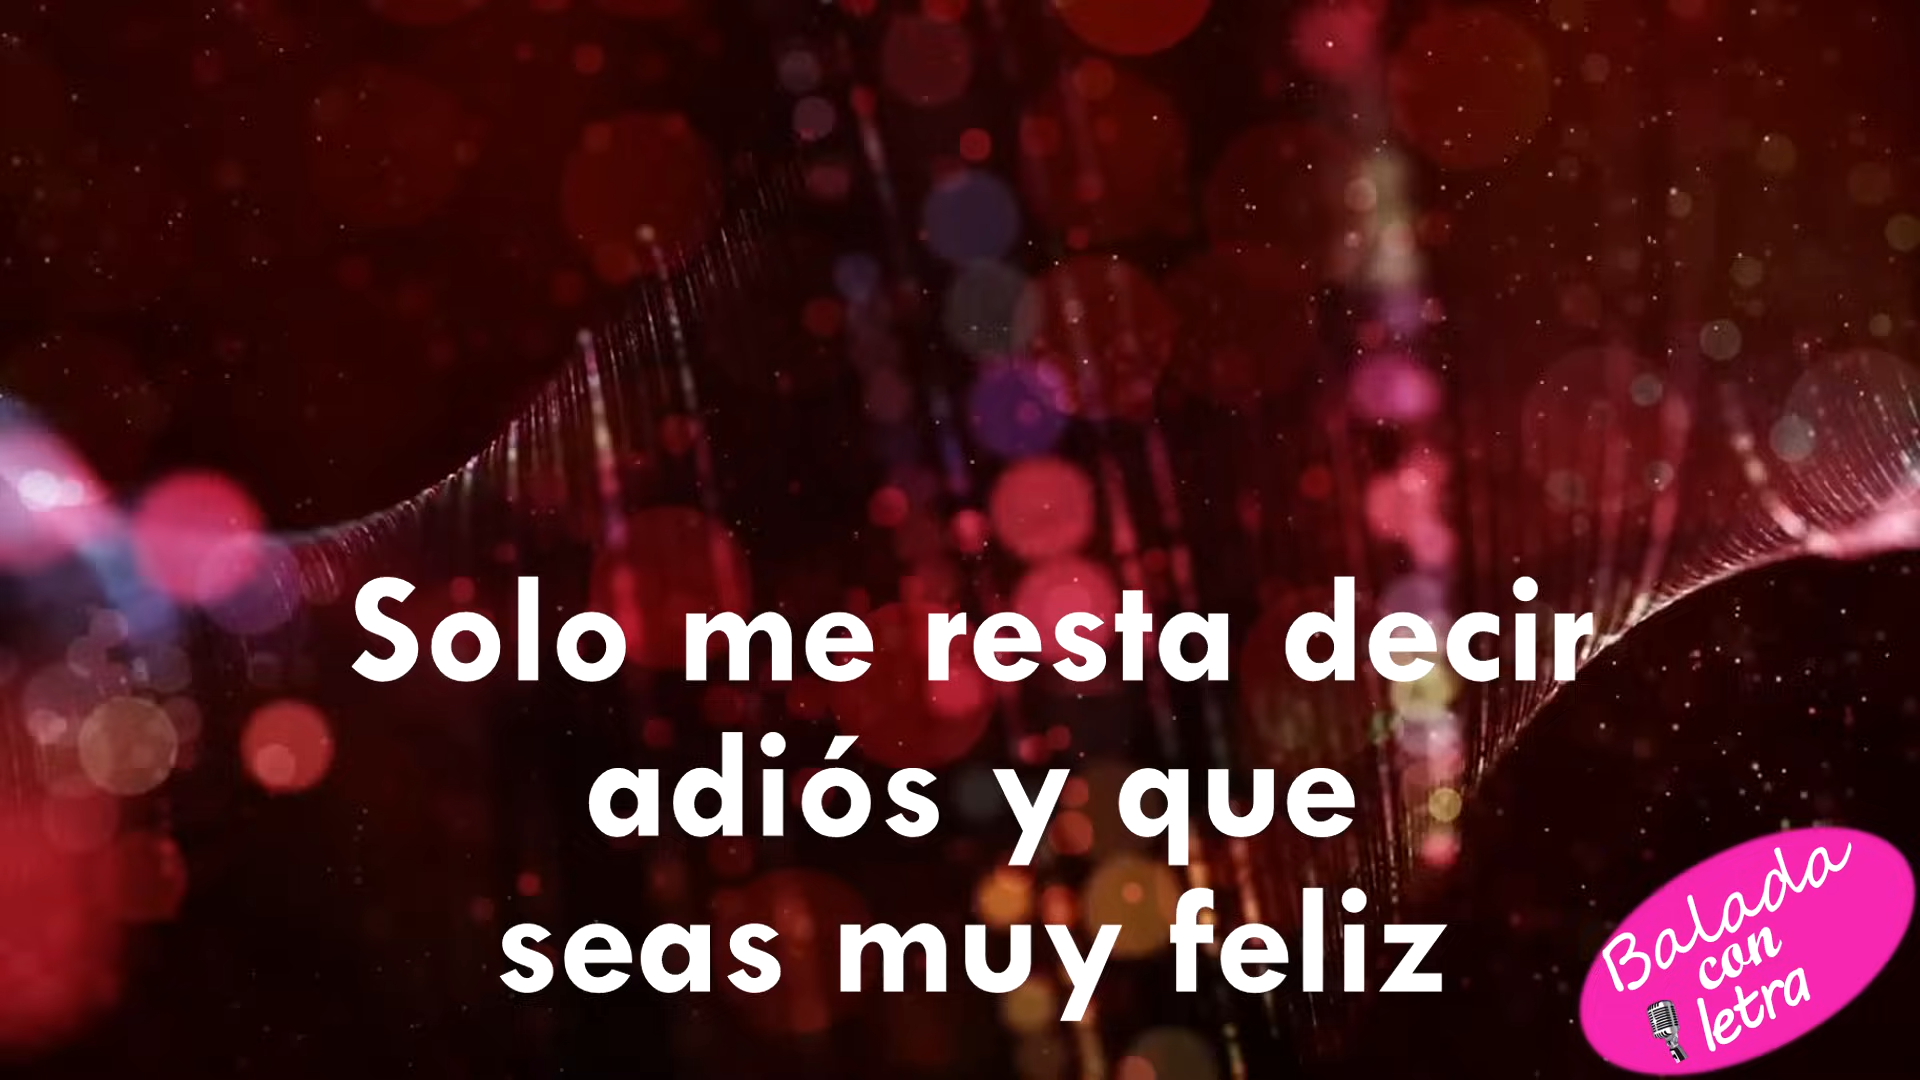 Solo me resta decir
adiós y que
seas muy feliz
Balada
con
letra